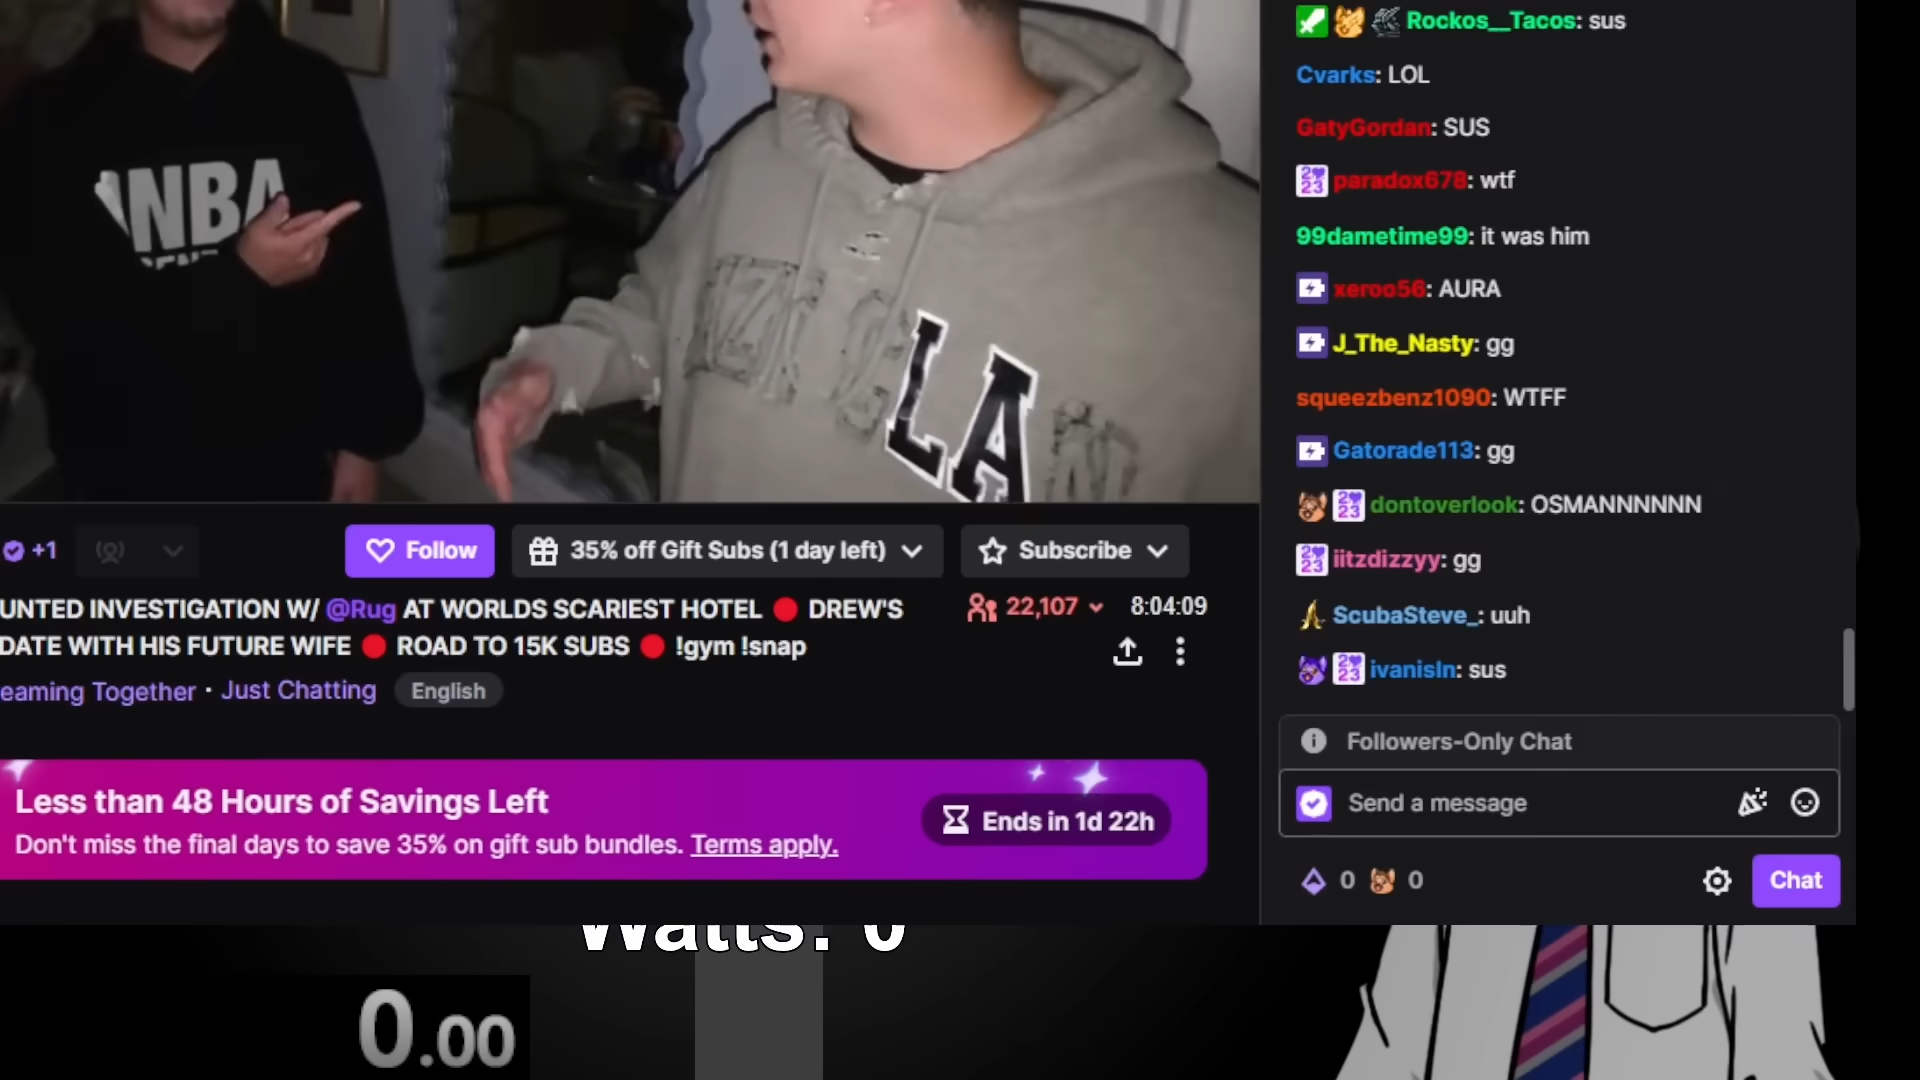 NBA
LA
Rockos__Tacos: sus
Cvarks: LOL
GatyGordan: SUS
paradox678: wtf
99dametime99: it was him
xeroo56: AURA
J_The_Nasty: gg
squeezbenz1090: WTFF
Gatorade113: gg
dontoverlook: OSMANNNNNN
iitzdizzyy: gg
ScubaSteve_: uuh
ivanisln: sus
Followers-Only Chat
Send a message
0 0
Chat
+1
Follow
35% off Gift Subs (1 day left)
Subscribe
UNTED INVESTIGATION W/ @Rug AT WORLDS SCARIEST HOTEL 🔴 DREW'S
DATE WITH HIS FUTURE WIFE 🔴 ROAD TO 15K SUBS 🔴 !gym !snap
22,107
8:04:09
eaming Together • Just Chatting
English
Less than 48 Hours of Savings Left
Don't miss the final days to save 35% on gift sub bundles. Terms apply.
Ends in 1d 22h
Watts: 0
0.00